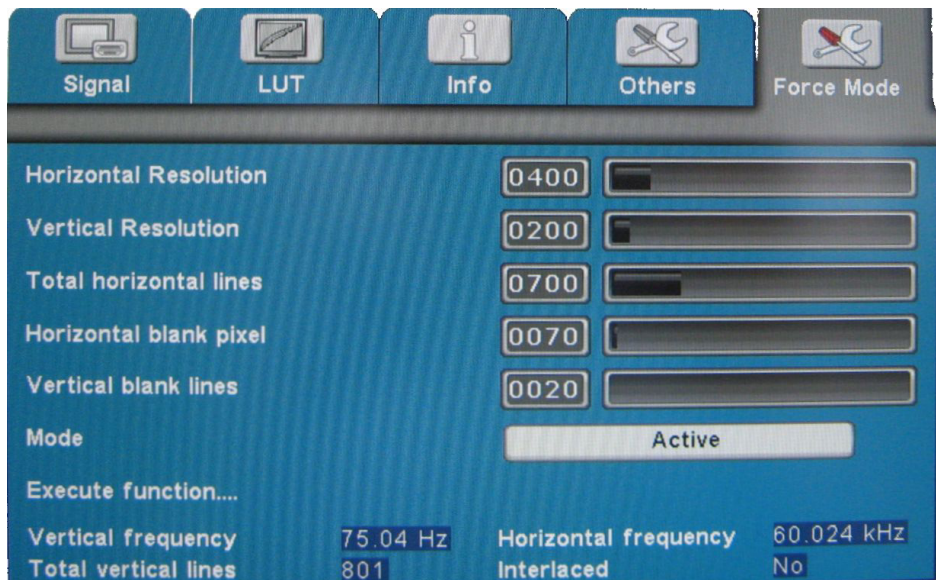 Signal LUT Info Others Force Mode
Horizontal Resolution 0400
Vertical Resolution 0200
Total horizontal lines 0700
Horizontal blank pixel 0070
Vertical blank lines 0020
Mode Active
Execute function....
Vertical frequency 75.04 Hz Horizontal frequency 60.024 kHz
Total vertical lines 801 Interlaced No